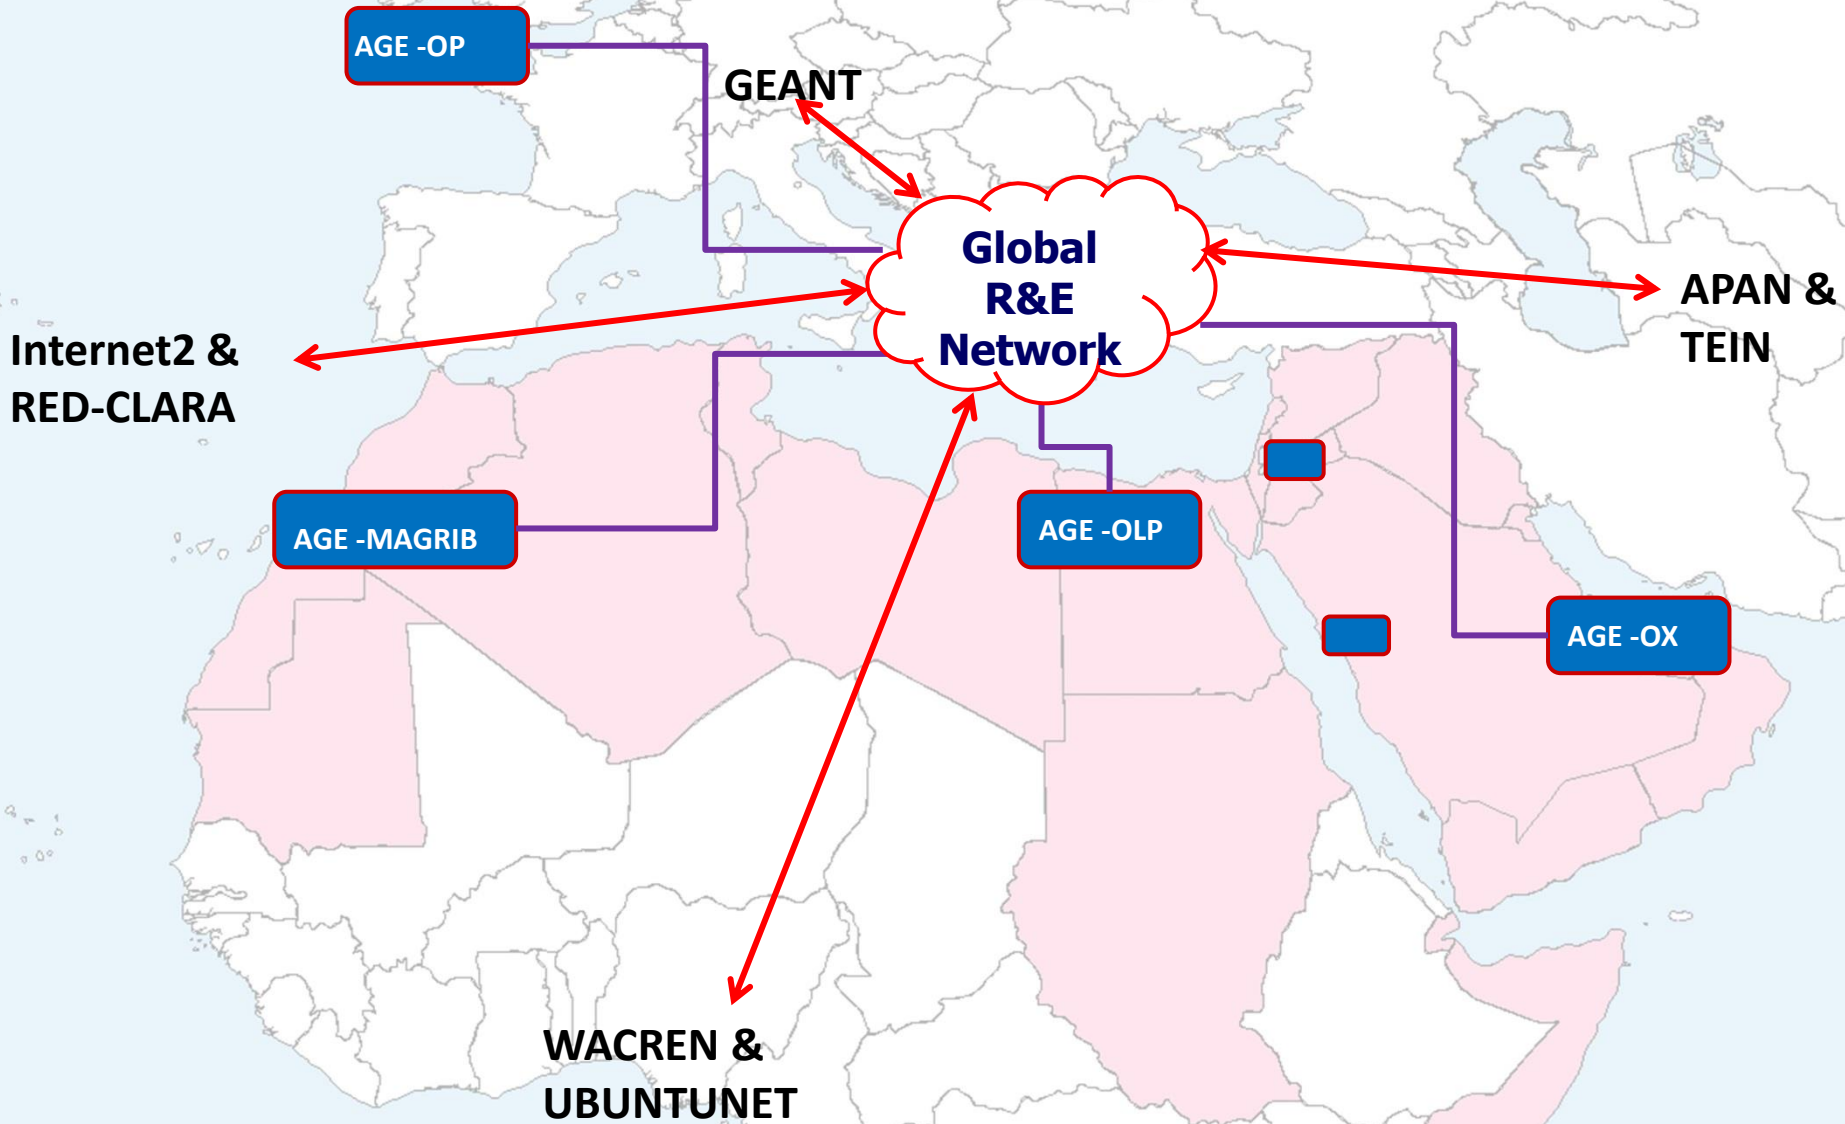 AGE -OP
GEANT
Global
R&E
Network
APAN &
TEIN
Internet2 &
RED-CLARA
AGE -MAGRIB
AGE -OLP
AGE -OX
WACREN &
UBUNTUNET